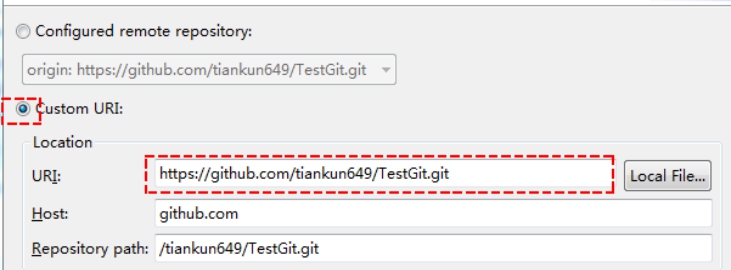 Configured remote repository:
origin: https://github.com/tiankun649/TestGit.git
Custom URI:
Location
URI: https://github.com/tiankun649/TestGit.git Local File...
Host: github.com
Repository path: /tiankun649/TestGit.git